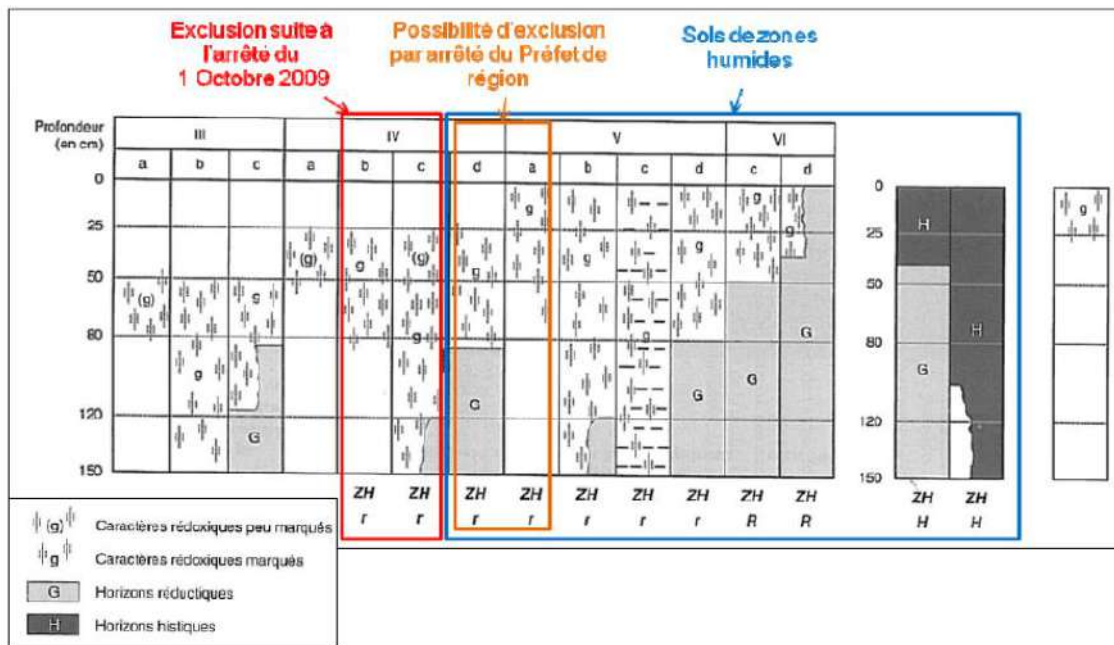 Exclusion suite à
l'arrêté du
1 Octobre 2009
Possibilité d'exclusion
par arrêté du Préfet de
région
Sols de zones
humides
Profondeur
(en cm)
III IV V VI
a b c a b c d a b c d c d
0 0
25 25
50 50
80 80
120 120
150 150
(g) g g G
(g) g (g) g g G
g g g g G g G g G
H G H
g
ZH ZH ZH ZH ZH ZH ZH ZH ZH ZH ZH
r r r r r r r R R H H
(g) Caractères rédoxiques peu marqués
g Caractères rédoxiques marqués
G Horizons réductiques
H Horizons histiques